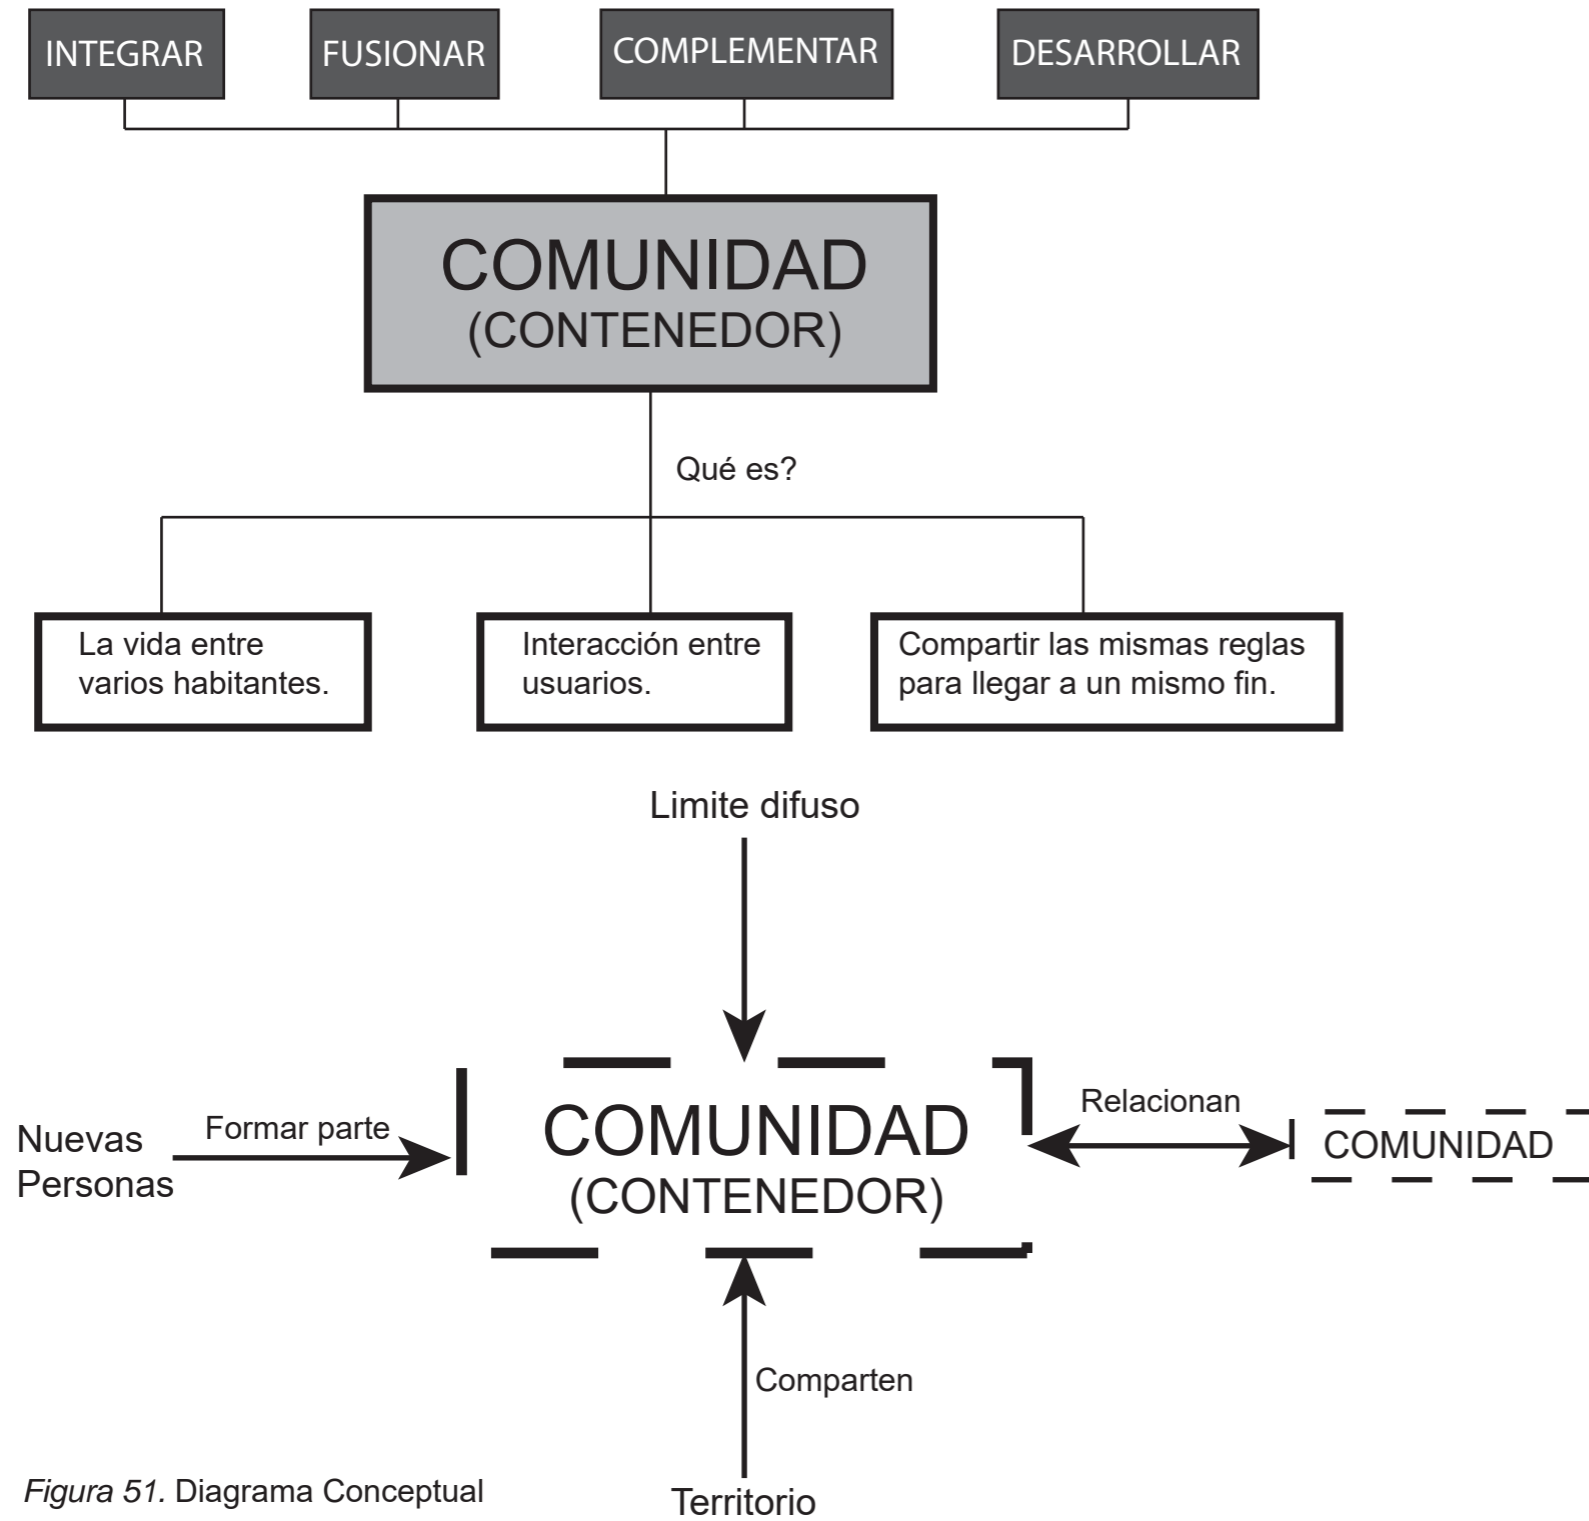 INTEGRAR
FUSIONAR
COMPLEMENTAR
DESARROLLAR
COMUNIDAD
(CONTENEDOR)
Qué es?
La vida entre
varios habitantes.
Interacción entre
usuarios.
Compartir las mismas reglas
para llegar a un mismo fin.
Limite difuso
Nuevas
Personas
Formar parte
COMUNIDAD
(CONTENEDOR)
Relacionan
COMUNIDAD
Comparten
Territorio
Figura 51. Diagrama Conceptual